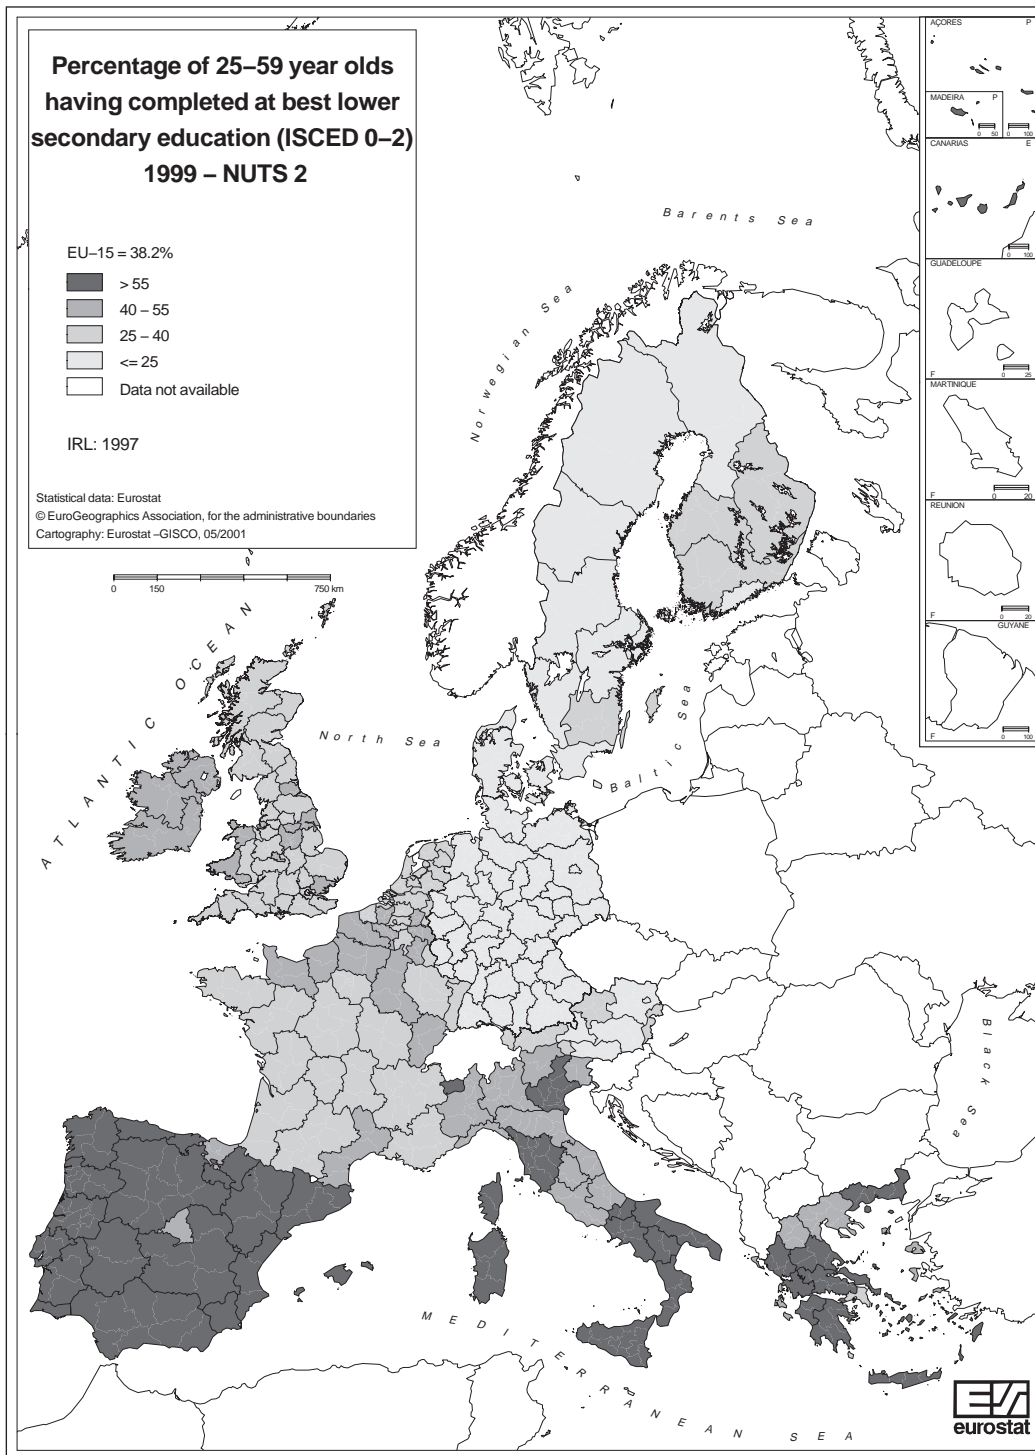 Percentage of 25–59 year olds
having completed at best lower
secondary education (ISCED 0–2)
1999 – NUTS 2
EU–15 = 38.2%
> 55
40 – 55
25 – 40
<= 25
Data not available
IRL: 1997
Statistical data: Eurostat
© EuroGeographics Association, for the administrative boundaries
Cartography: Eurostat –GISCO, 05/2001
0 150 750 km
Barents Sea
Norwegian Sea
ATLANTIC OCEAN
North Sea
Baltic Sea
Black Sea
MEDITERRANEAN SEA
AÇORES P
0 100
MADEIRA P
0 50
CANARIAS E
0 100
GUADELOUPE
F 0 25
MARTINIQUE
F 0 20
REUNION
F 0 20
GUYANE
F 0 100
eurostat